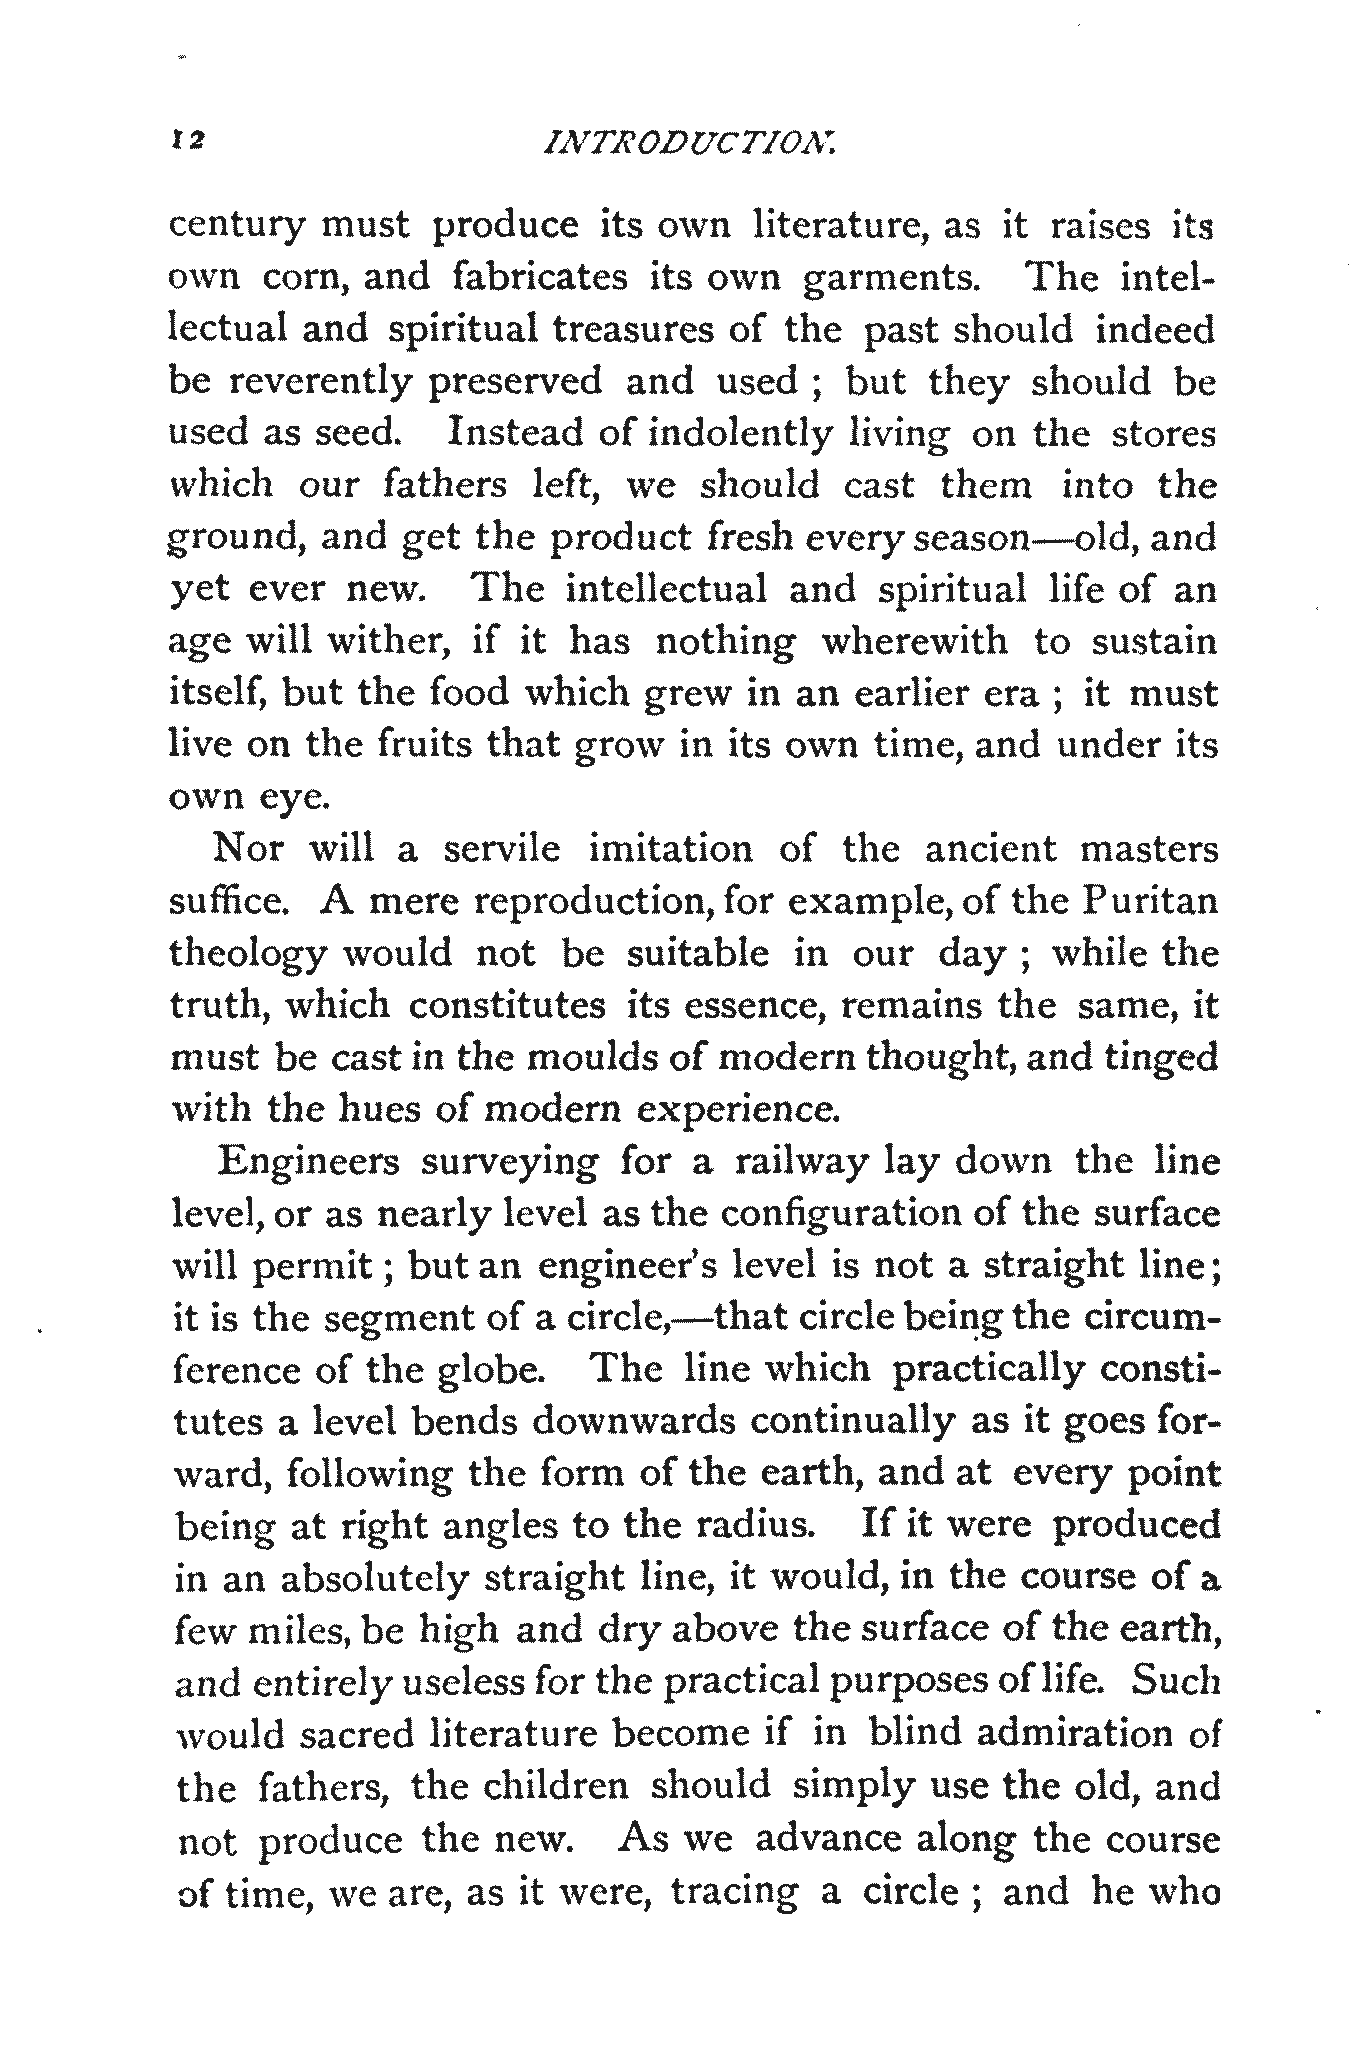 12 INTRODUCTION.
century must produce its own literature, as it raises its
own corn, and fabricates its own garments. The intel-
lectual and spiritual treasures of the past should indeed
be reverently preserved and used ; but they should be
used as seed. Instead of indolently living on the stores
which our fathers left, we should cast them into the
ground, and get the product fresh every season—old, and
yet ever new. The intellectual and spiritual life of an
age will wither, if it has nothing wherewith to sustain
itself, but the food which grew in an earlier era ; it must
live on the fruits that grow in its own time, and under its
own eye.
Nor will a servile imitation of the ancient masters
suffice. A mere reproduction, for example, of the Puritan
theology would not be suitable in our day ; while the
truth, which constitutes its essence, remains the same, it
must be cast in the moulds of modern thought, and tinged
with the hues of modern experience.
Engineers surveying for a railway lay down the line
level, or as nearly level as the configuration of the surface
will permit ; but an engineer's level is not a straight line;
it is the segment of a circle,—that circle being the circum-
ference of the globe. The line which practically consti-
tutes a level bends downwards continually as it goes for-
ward, following the form of the earth, and at every point
being at right angles to the radius. If it were produced
in an absolutely straight line, it would, in the course of a
few miles, be high and dry above the surface of the earth,
and entirely useless for the practical purposes of life. Such
would sacred literature become if in blind admiration of
the fathers, the children should simply use the old, and
not produce the new. As we advance along the course
of time, we are, as it were, tracing a circle ; and he who